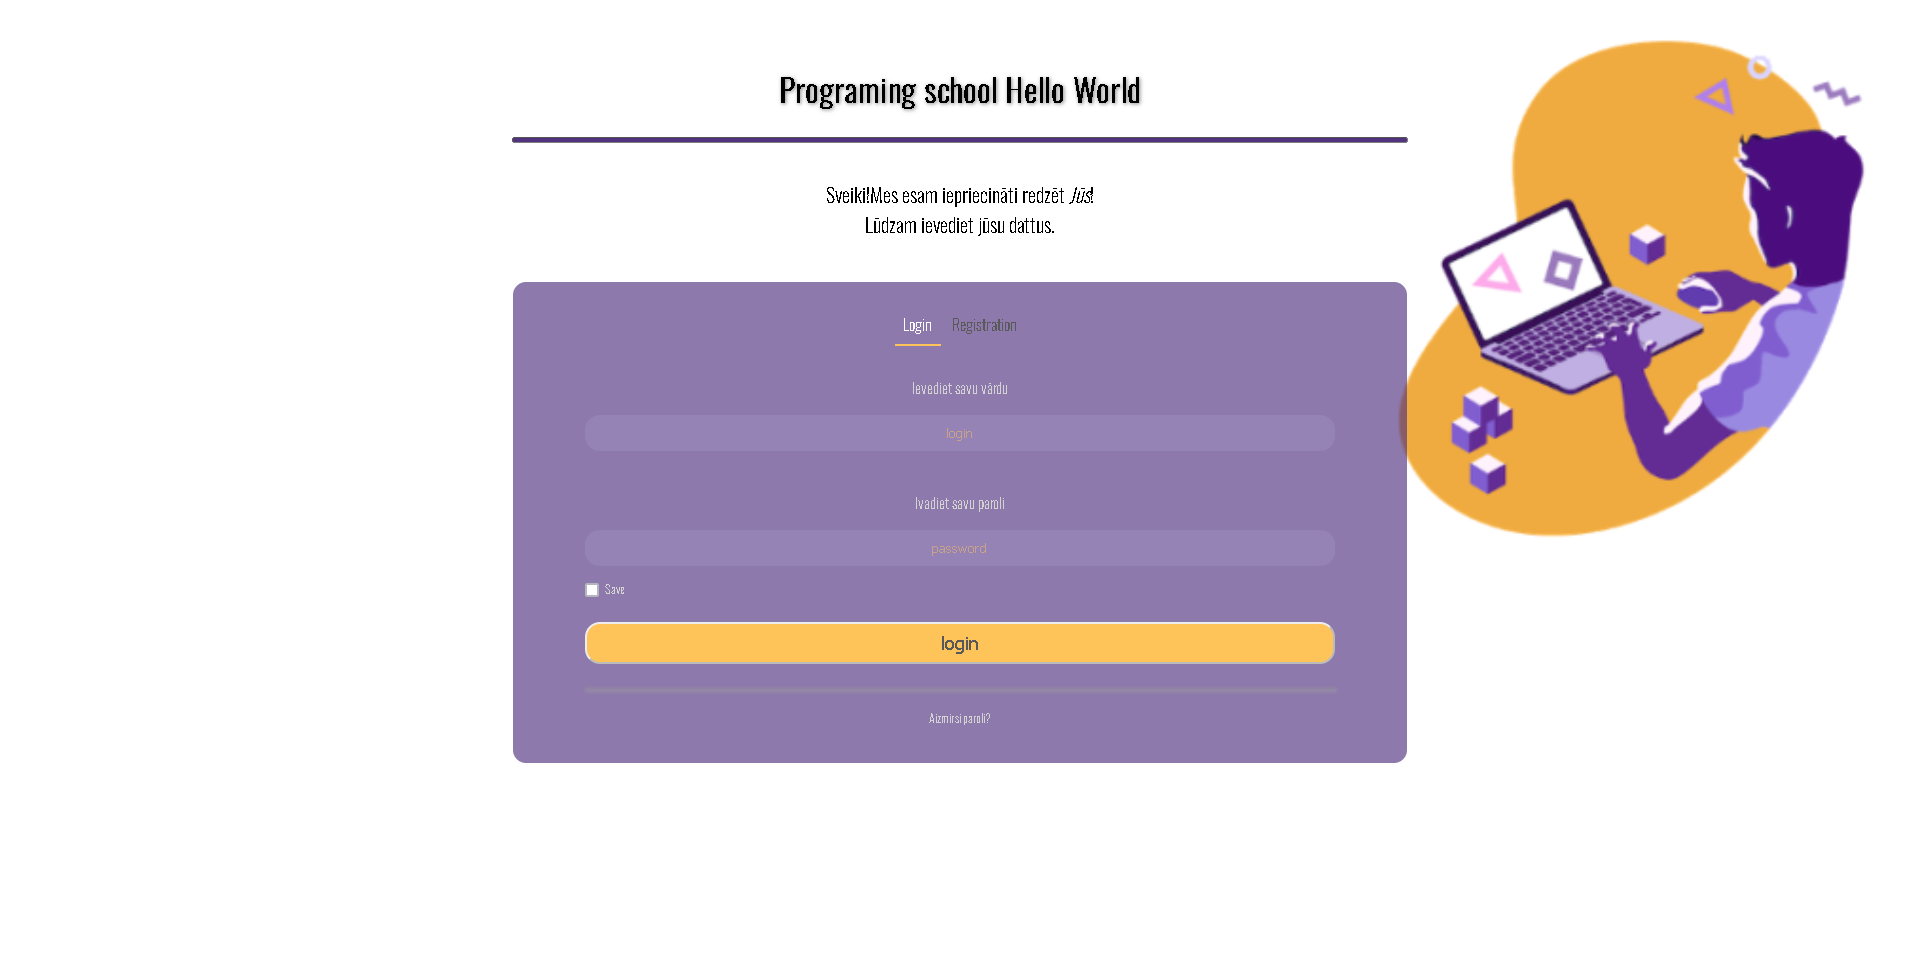 Programing school Hello World
Sveiki!Mes esam iepriecināti redzēt Jūs!
Lūdzam ievediet jūsu dattus.
Login Registration
Ievediet savu vārdu
login
Ivadiet savu paroli
password
Save
login
Aizmirsi paroli?